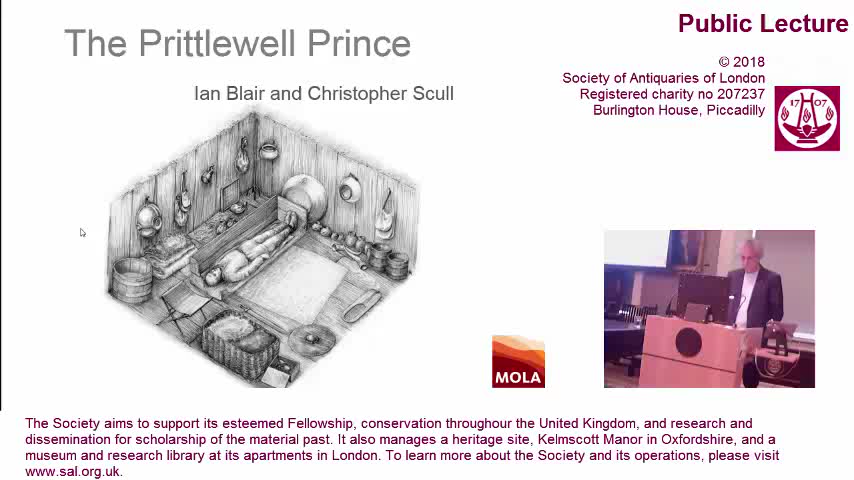 The Prittlewell Prince
Ian Blair and Christopher Scull
Public Lecture
© 2018
Society of Antiquaries of London
Registered charity no 207237
Burlington House, Piccadilly
17 07
MOLA
The Society aims to support its esteemed Fellowship, conservation throughour the United Kingdom, and research and
dissemination for scholarship of the material past. It also manages a heritage site, Kelmscott Manor in Oxfordshire, and a
museum and research library at its apartments in London. To learn more about the Society and its operations, please visit
www.sal.org.uk.